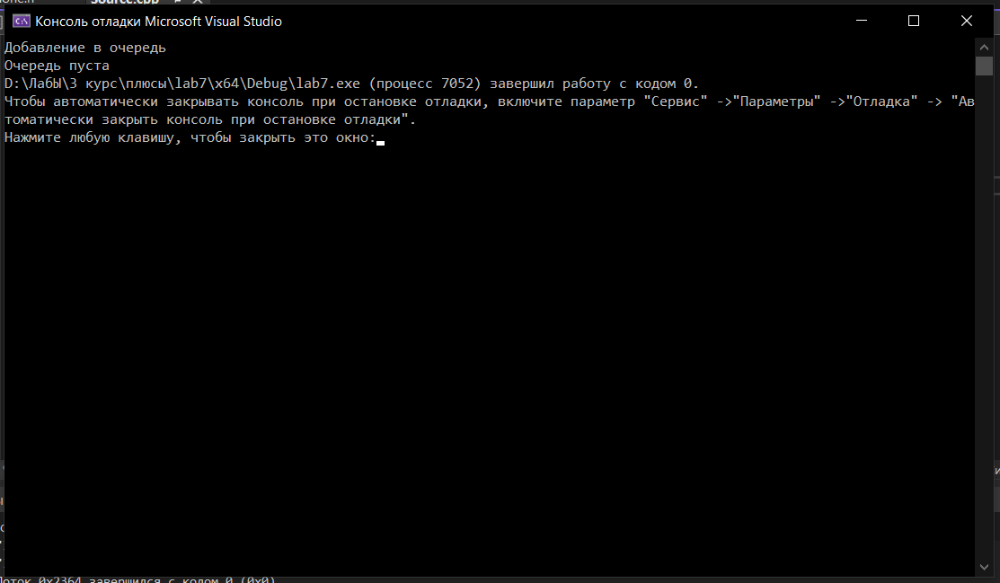 Source.cpp
Консоль отладки Microsoft Visual Studio
Добавление в очередь
Очередь пуста
D:\ЛабЫ\3 курс\плюсы\lab7\x64\Debug\lab7.exe (процесс 7052) завершил работу с кодом 0.
Чтобы автоматически закрывать консоль при остановке отладки, включите параметр "Сервис" ->"Параметры" ->"Отладка" -> "Ав
томатически закрыть консоль при остановке отладки".
Нажмите любую клавишу, чтобы закрыть это окно:
Поток 0x2364 завершился с кодом 0 (0x0)